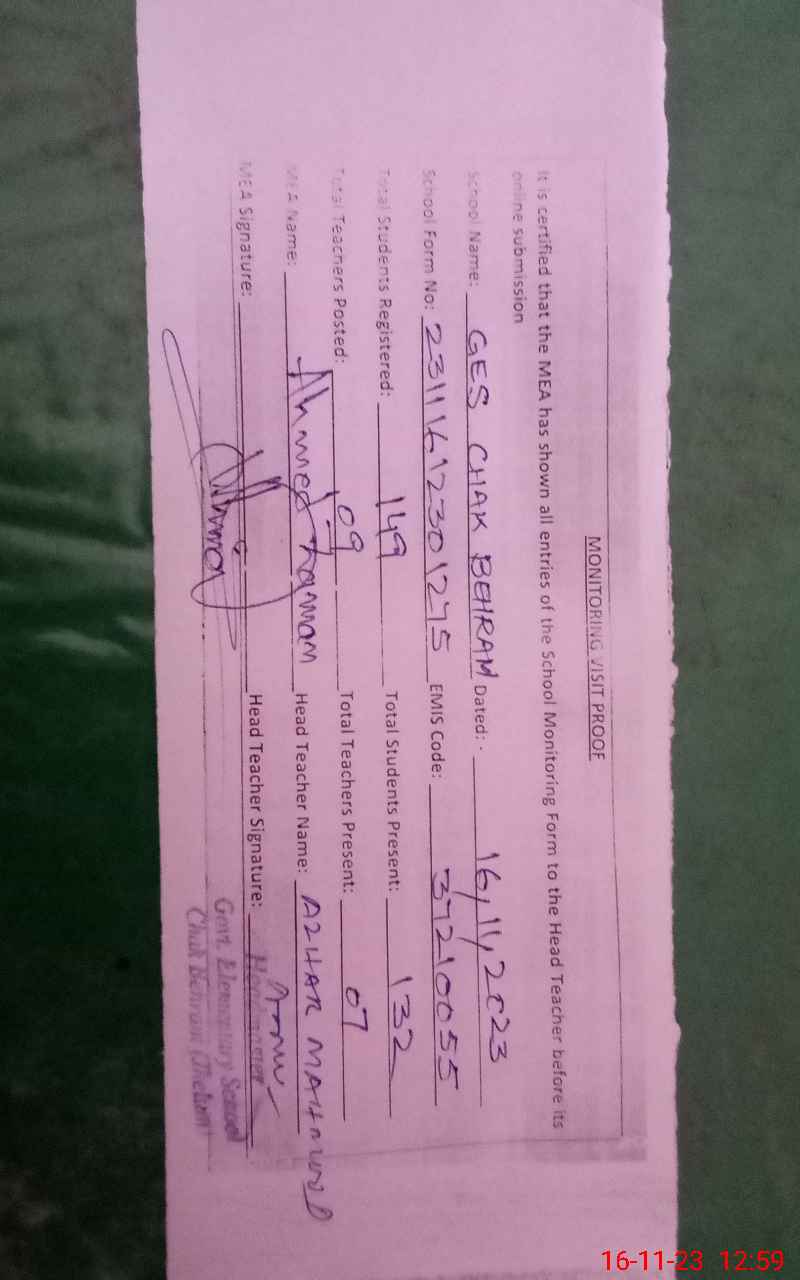 MONITORING VISIT PROOF
It is certified that the MEA has shown all entries of the School Monitoring Form to the Head Teacher before its
online submission
School Name: GES CHAK BEHRAM Dated: 16/11/2023
School Form No: 23111612301275 EMIS Code: 37210055
Total Students Registered: 149 Total Students Present: 132
Total Teachers Posted: 09 Total Teachers Present: 07
MEA Name: Ahmed Head Teacher Name: AZHAR MAHMOOD
MEA Signature: Head Teacher Signature:
Headmaster
Govt. Elementary School
Chak Behram (Jhelum)
16-11-23 12:59